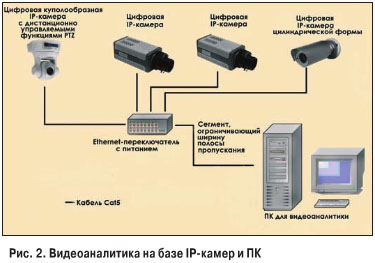 Цифровая куполообразная
IP-камера
с дистанционно
управляемыми
функциями PTZ
Цифровая
IP-камера
Цифровая
IP-камера
Цифровая
IP-камера
цилиндрической формы
Ethernet-переключатель
с питанием
Сегмент,
ограничивающий
ширину
полосы
пропускания
ПК для видеоаналитики
Кабель Cat5
Рис. 2. Видеоаналитика на базе IP-камер и ПК